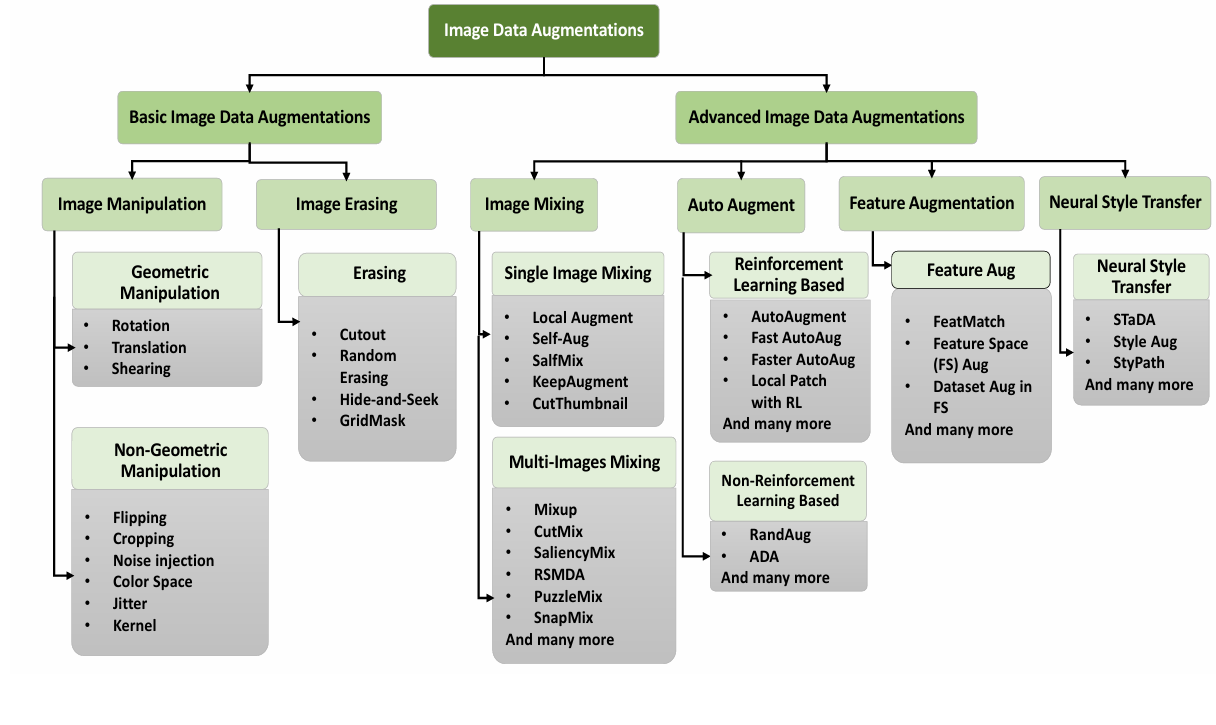 Image Data Augmentations
Basic Image Data Augmentations
Advanced Image Data Augmentations
Image Manipulation
Image Erasing
Image Mixing
Auto Augment
Feature Augmentation
Neural Style Transfer
Geometric
Manipulation
• Rotation
• Translation
• Shearing
Non-Geometric
Manipulation
• Flipping
• Cropping
• Noise injection
• Color Space
• Jitter
• Kernel
Erasing
• Cutout
• Random
Erasing
• Hide-and-Seek
• GridMask
Single Image Mixing
• Local Augment
• Self-Aug
• SalfMix
• KeepAugment
• CutThumbnail
Multi-Images Mixing
• Mixup
• CutMix
• SaliencyMix
• RSMDA
• PuzzleMix
• SnapMix
And many more
Reinforcement
Learning Based
• AutoAugment
• Fast AutoAug
• Faster AutoAug
• Local Patch
with RL
And many more
Non-Reinforcement
Learning Based
• RandAug
• ADA
And many more
Feature Aug
• FeatMatch
• Feature Space
(FS) Aug
• Dataset Aug in
FS
And many more
Neural Style
Transfer
• STaDA
• Style Aug
• StyPath
And many more